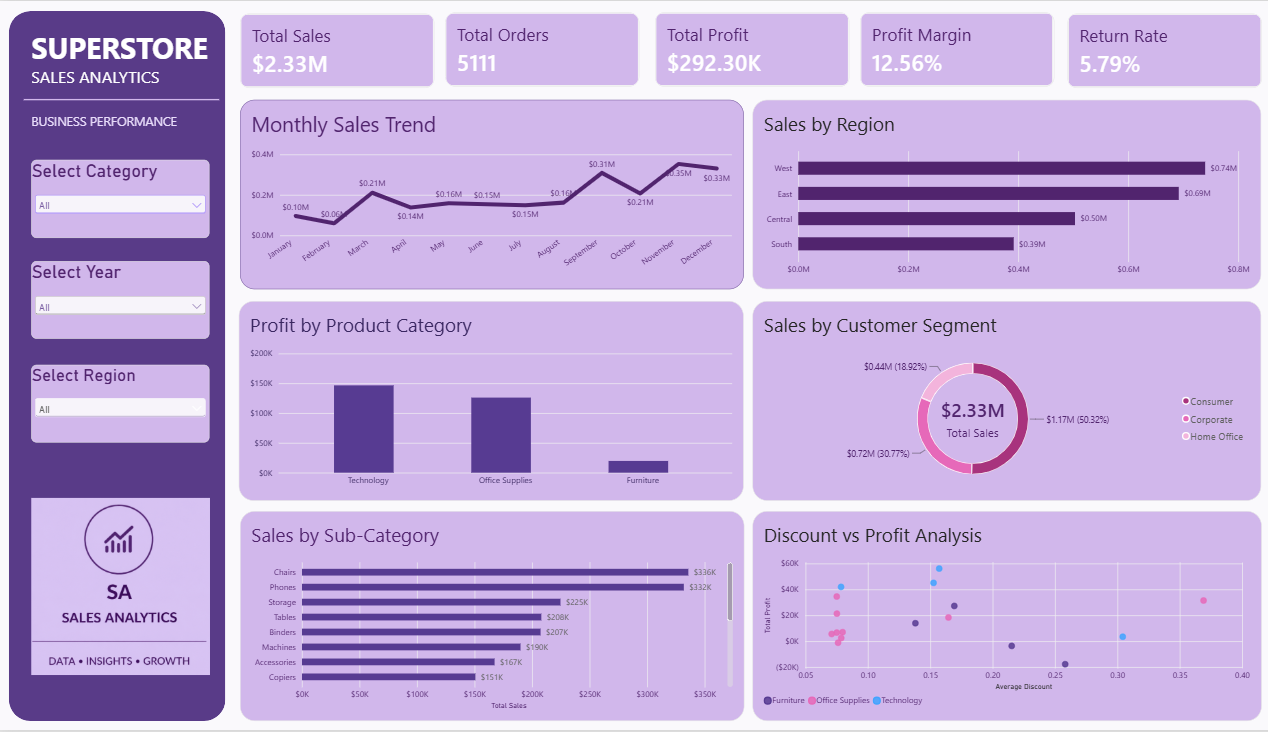 SUPERSTORE
SALES ANALYTICS
BUSINESS PERFORMANCE
Select Category
All
Select Year
All
Select Region
All
SA
SALES ANALYTICS
DATA • INSIGHTS • GROWTH
Total Sales
$2.33M
Total Orders
5111
Total Profit
$292.30K
Profit Margin
12.56%
Return Rate
5.79%
Monthly Sales Trend
$0.4M
$0.2M
$0.0M
$0.10M
$0.06M
$0.21M
$0.14M
$0.16M
$0.15M
$0.15M
$0.16M
$0.31M
$0.21M
$0.35M
$0.33M
January
February
March
April
May
June
July
August
September
October
November
December
Sales by Region
West
$0.74M
East
$0.69M
Central
$0.50M
South
$0.39M
$0.0M $0.2M $0.4M $0.6M $0.8M
Profit by Product Category
$200K
$150K
$100K
$50K
$0K
Technology Office Supplies Furniture
Sales by Customer Segment
$0.44M (18.92%)
$2.33M
Total Sales
$1.17M (50.32%)
$0.72M (30.77%)
Consumer
Corporate
Home Office
Sales by Sub-Category
Chairs $336K
Phones $332K
Storage $225K
Tables $208K
Binders $207K
Machines $190K
Accessories $167K
Copiers $151K
$0K $50K $100K $150K $200K $250K $300K $350K
Total Sales
Discount vs Profit Analysis
Total Profit
$60K
$40K
$20K
$0K
($20K)
0.05 0.10 0.15 0.20 0.25 0.30 0.35 0.40
Average Discount
Furniture Office Supplies Technology